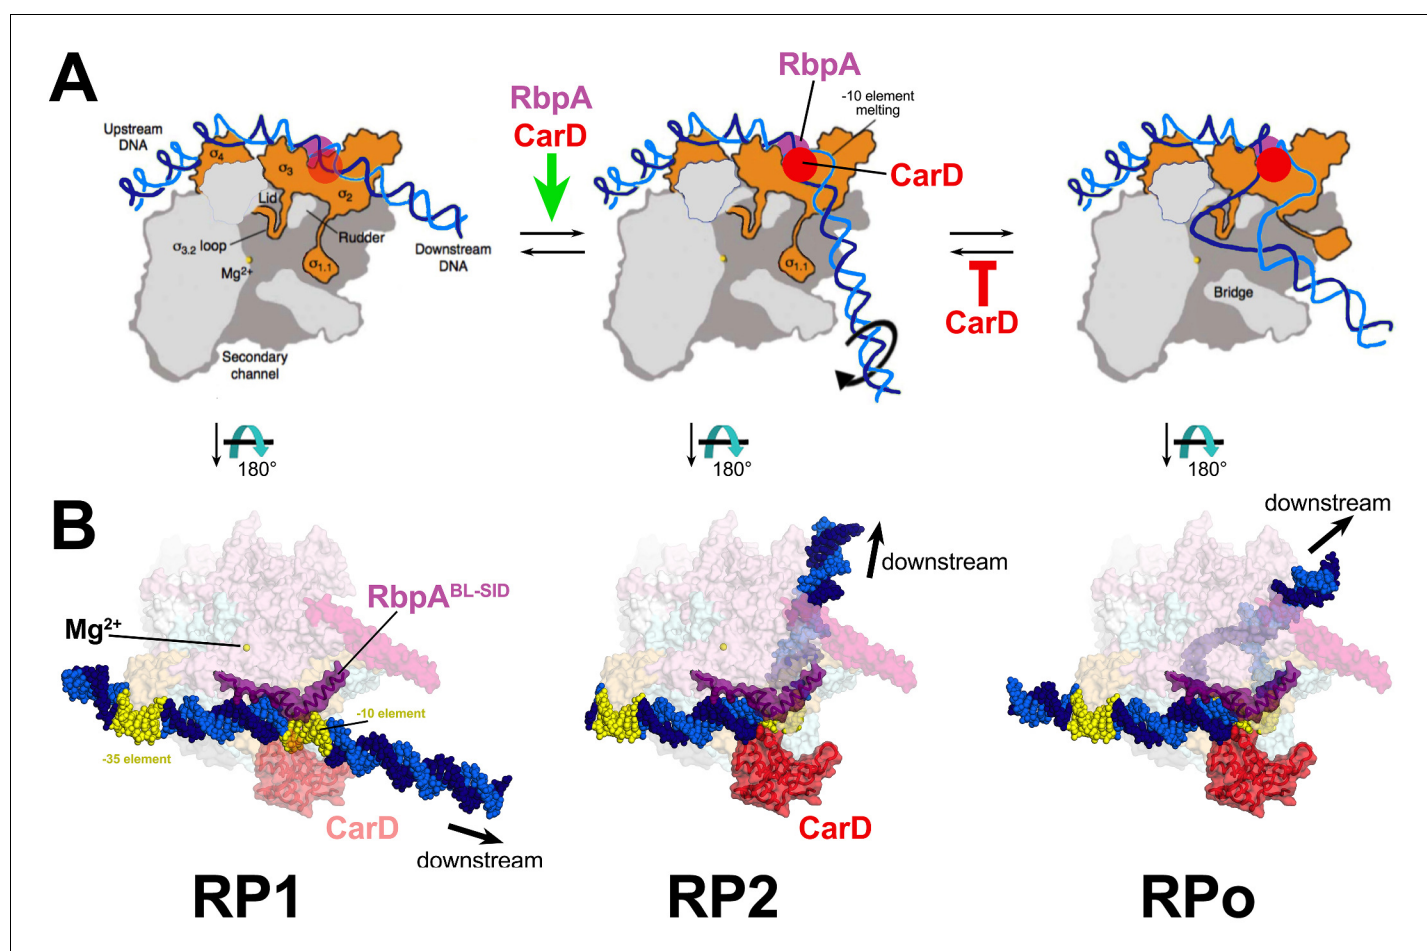 A
Upstream
DNA
σ4
σ3
Lid
σ2
σ3.2 loop
Rudder
Mg2+
σ1.1
Downstream
DNA
Secondary
channel
RbpA
CarD
RbpA
-10 element
melting
CarD
σ1.1
CarD
Bridge
180°
180°
180°
B
Mg2+
RbpABL-SID
-10 element
-35 element
CarD
downstream
RP1
downstream
CarD
RP2
downstream
RPo